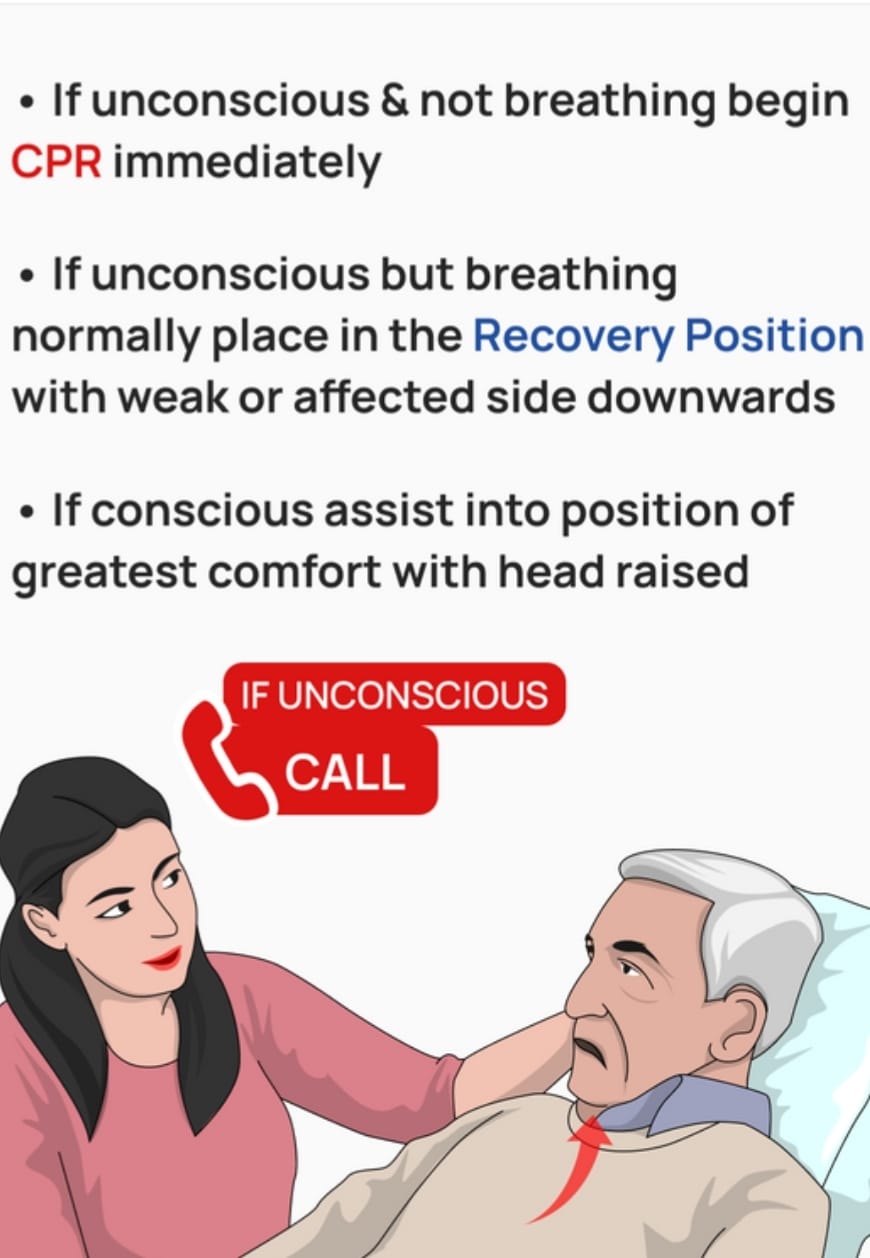 • If unconscious & not breathing begin
CPR immediately
• If unconscious but breathing
normally place in the Recovery Position
with weak or affected side downwards
• If conscious assist into position of
greatest comfort with head raised
IF UNCONSCIOUS
CALL